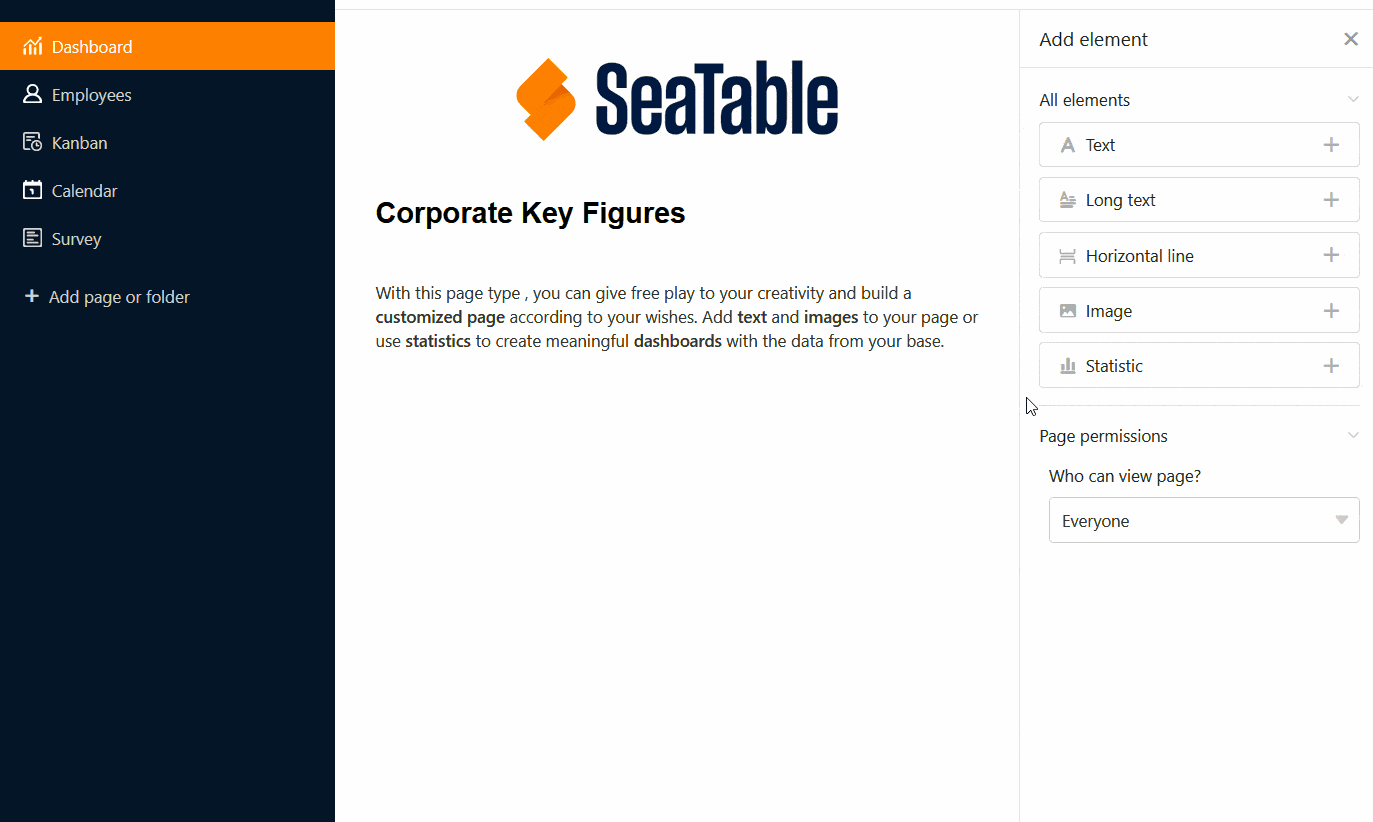 Dashboard
Employees
Kanban
Calendar
Survey
+ Add page or folder
SeaTable
Corporate Key Figures
With this page type , you can give free play to your creativity and build a
customized page according to your wishes. Add text and images to your page or
use statistics to create meaningful dashboards with the data from your base.
Add element
All elements
Text
Long text
Horizontal line
Image
Statistic
Page permissions
Who can view page?
Everyone